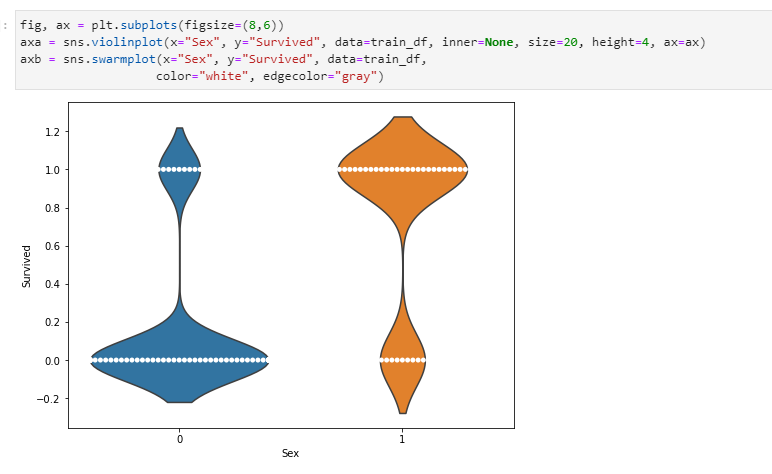 :
fig, ax = plt.subplots(figsize=(8,6))
axa = sns.violinplot(x="Sex", y="Survived", data=train_df, inner=None, size=20, height=4, ax=ax)
axb = sns.swarmplot(x="Sex", y="Survived", data=train_df,
color="white", edgecolor="gray")
1.2
1.0
0.8
0.6
0.4
0.2
0.0
−0.2
Survived
0 1
Sex